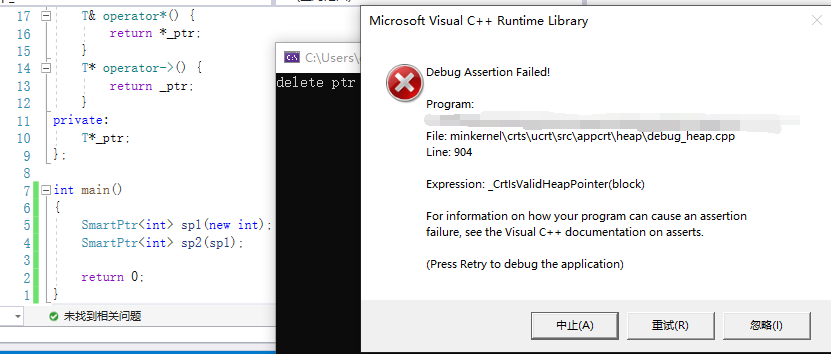 17 T& operator*() {
16 return *_ptr;
15 }
14 T* operator->() {
13 return _ptr;
12 }
11 private:
10 T*_ptr;
9 };
8
7 int main()
6 {
5 SmartPtr<int> sp1(new int);
4 SmartPtr<int> sp2(sp1);
3
2 return 0;
1 }
未找到相关问题
C:\Users\
delete ptr
Microsoft Visual C++ Runtime Library
Debug Assertion Failed!
Program:
File: minkernel\crts\ucrt\src\appcrt\heap\debug_heap.cpp
Line: 904
Expression: _CrtIsValidHeapPointer(block)
For information on how your program can cause an assertion
failure, see the Visual C++ documentation on asserts.
(Press Retry to debug the application)
中止(A)
重试(R)
忽略(I)